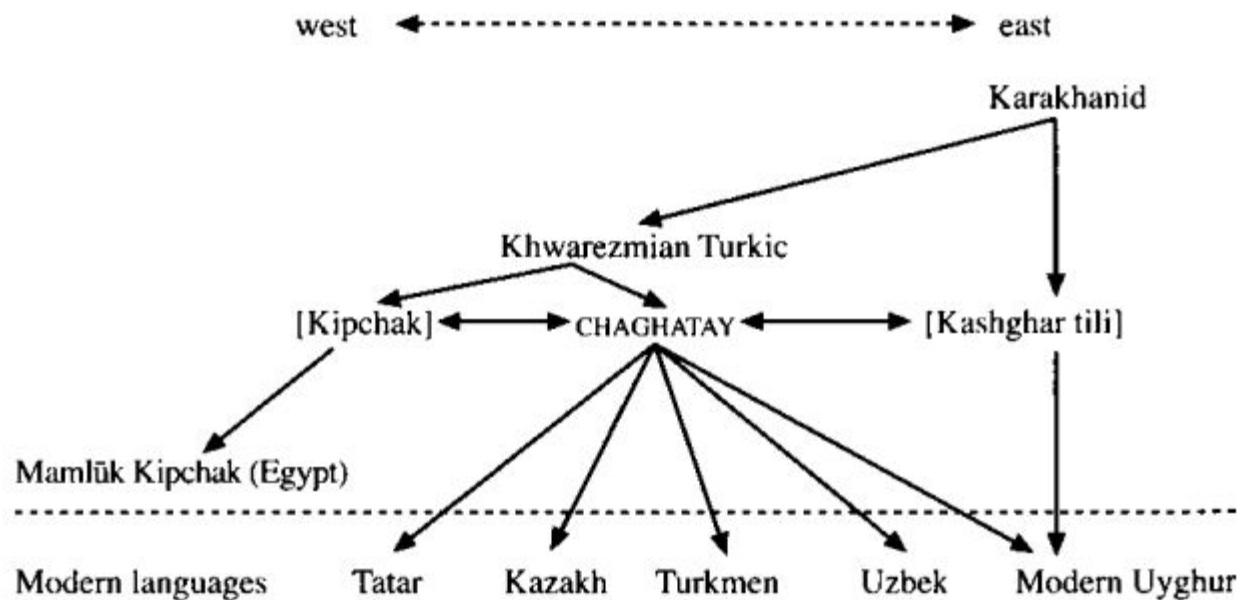 west east
Karakhanid
Khwarezmian Turkic
[Kipchak] CHAGHATAY [Kashghar tili]
Mamlūk Kipchak (Egypt)
Modern languages Tatar Kazakh Turkmen Uzbek Modern Uyghur